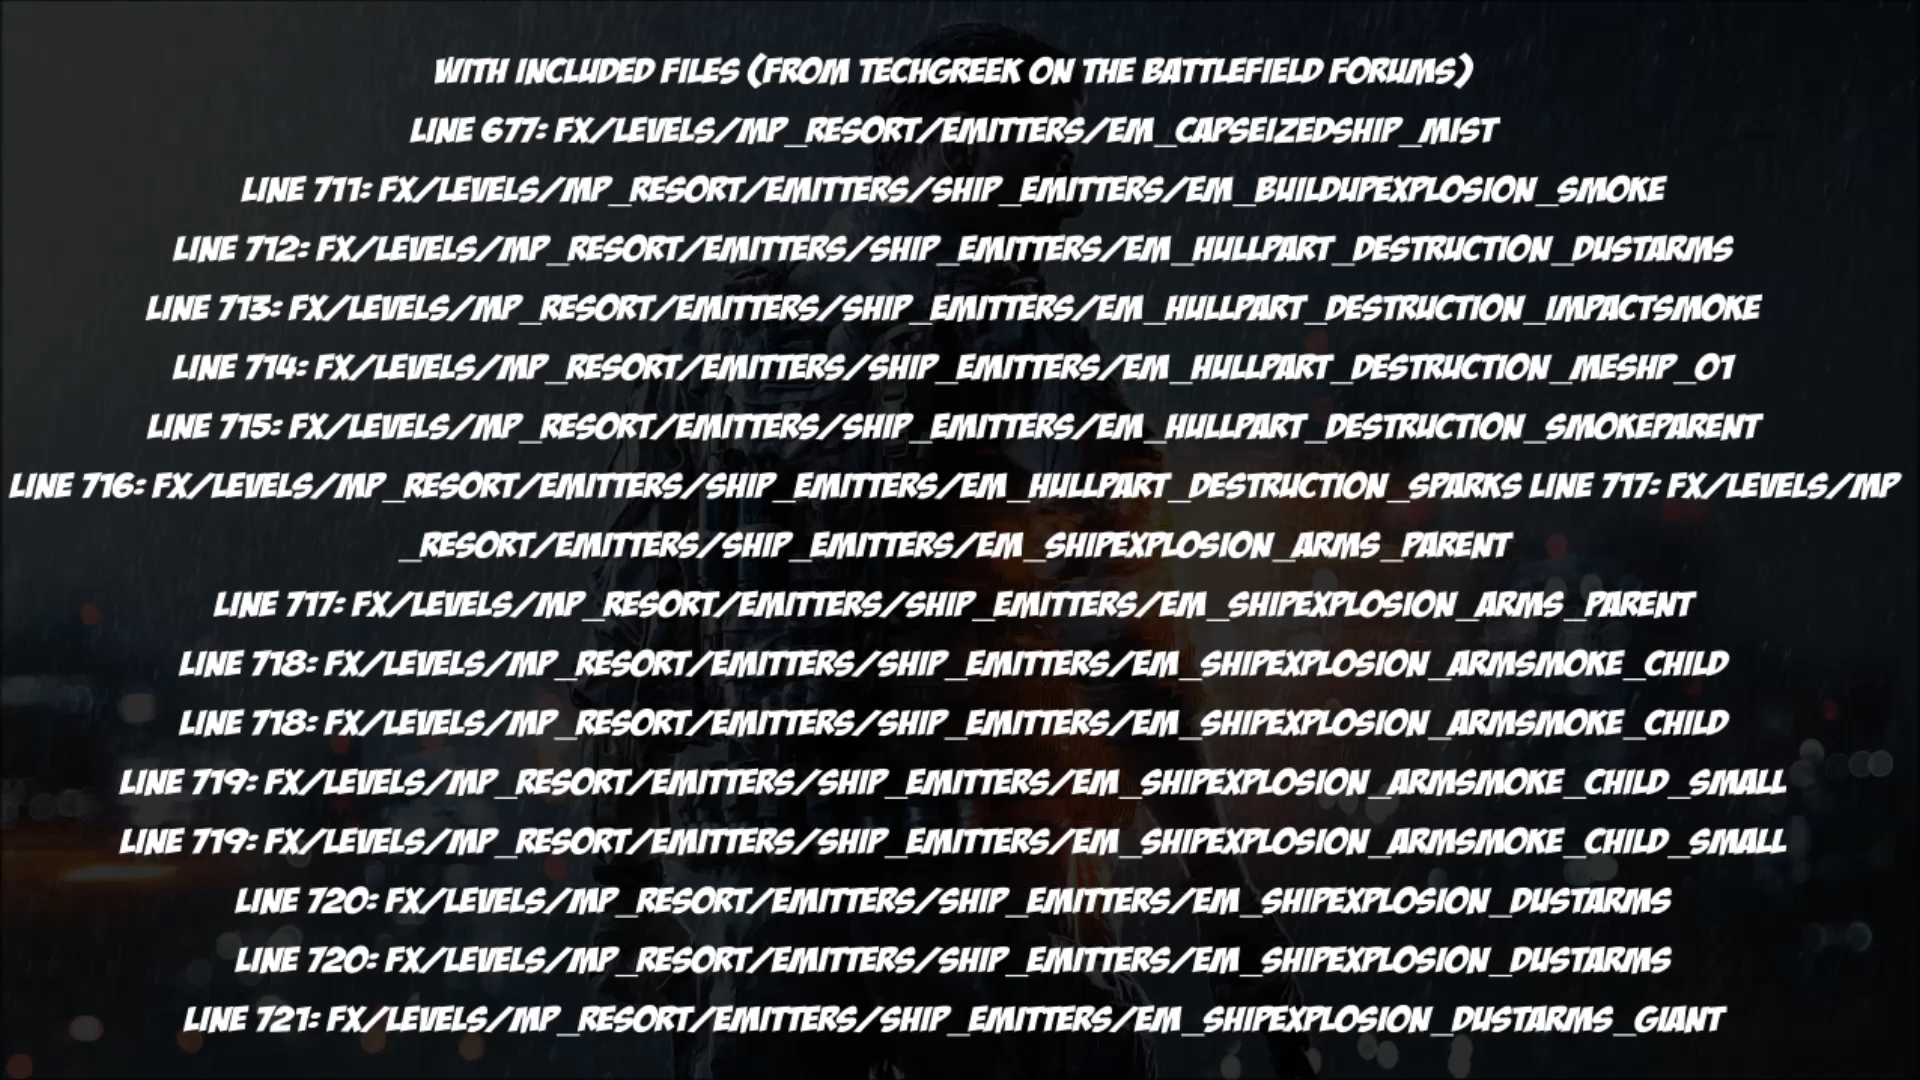 WITH INCLUDED FILES (FROM TECHGREEK ON THE BATTLEFIELD FORUMS)
LINE 677: FX/LEVELS/MP_RESORT/EMITTERS/EM_CAPSEIZEDSHIP_MIST
LINE 711: FX/LEVELS/MP_RESORT/EMITTERS/SHIP_EMITTERS/EM_BUILDUPEXPLOSION_SMOKE
LINE 712: FX/LEVELS/MP_RESORT/EMITTERS/SHIP_EMITTERS/EM_HULLPART_DESTRUCTION_DUSTARMS
LINE 713: FX/LEVELS/MP_RESORT/EMITTERS/SHIP_EMITTERS/EM_HULLPART_DESTRUCTION_IMPACTSMOKE
LINE 714: FX/LEVELS/MP_RESORT/EMITTERS/SHIP_EMITTERS/EM_HULLPART_DESTRUCTION_MESHP_01
LINE 715: FX/LEVELS/MP_RESORT/EMITTERS/SHIP_EMITTERS/EM_HULLPART_DESTRUCTION_SMOKEPARENT
LINE 716: FX/LEVELS/MP_RESORT/EMITTERS/SHIP_EMITTERS/EM_HULLPART_DESTRUCTION_SPARKS LINE 717: FX/LEVELS/MP
_RESORT/EMITTERS/SHIP_EMITTERS/EM_SHIPEXPLOSION_ARMS_PARENT
LINE 717: FX/LEVELS/MP_RESORT/EMITTERS/SHIP_EMITTERS/EM_SHIPEXPLOSION_ARMS_PARENT
LINE 718: FX/LEVELS/MP_RESORT/EMITTERS/SHIP_EMITTERS/EM_SHIPEXPLOSION_ARMSMOKE_CHILD
LINE 718: FX/LEVELS/MP_RESORT/EMITTERS/SHIP_EMITTERS/EM_SHIPEXPLOSION_ARMSMOKE_CHILD
LINE 719: FX/LEVELS/MP_RESORT/EMITTERS/SHIP_EMITTERS/EM_SHIPEXPLOSION_ARMSMOKE_CHILD_SMALL
LINE 719: FX/LEVELS/MP_RESORT/EMITTERS/SHIP_EMITTERS/EM_SHIPEXPLOSION_ARMSMOKE_CHILD_SMALL
LINE 720: FX/LEVELS/MP_RESORT/EMITTERS/SHIP_EMITTERS/EM_SHIPEXPLOSION_DUSTARMS
LINE 720: FX/LEVELS/MP_RESORT/EMITTERS/SHIP_EMITTERS/EM_SHIPEXPLOSION_DUSTARMS
LINE 721: FX/LEVELS/MP_RESORT/EMITTERS/SHIP_EMITTERS/EM_SHIPEXPLOSION_DUSTARMS_GIANT